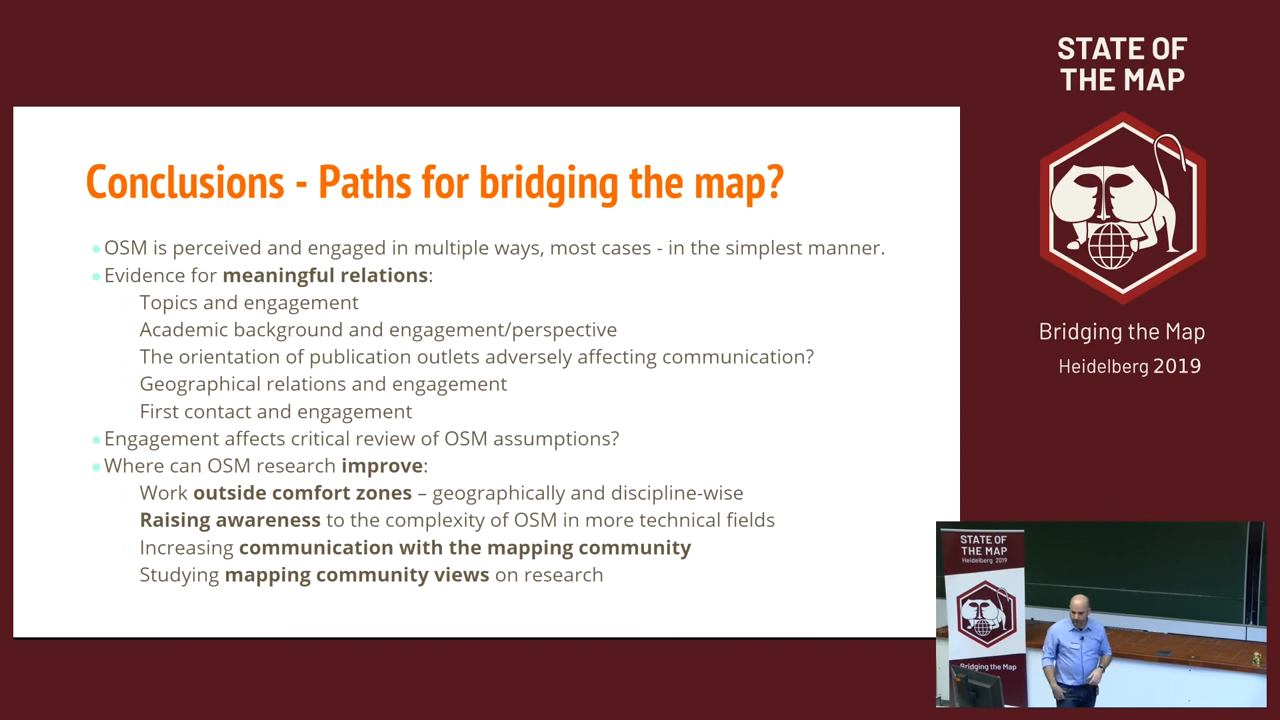 STATE OF
THE MAP
Conclusions - Paths for bridging the map?
OSM is perceived and engaged in multiple ways, most cases - in the simplest manner.
Evidence for meaningful relations:
Topics and engagement
Academic background and engagement/perspective
The orientation of publication outlets adversely affecting communication?
Geographical relations and engagement
First contact and engagement
Engagement affects critical review of OSM assumptions?
Where can OSM research improve:
Work outside comfort zones – geographically and discipline-wise
Raising awareness to the complexity of OSM in more technical fields
Increasing communication with the mapping community
Studying mapping community views on research
Bridging the Map
Heidelberg 2019
STATE OF
THE MAP
Heidelberg 2019
Bridging the Map